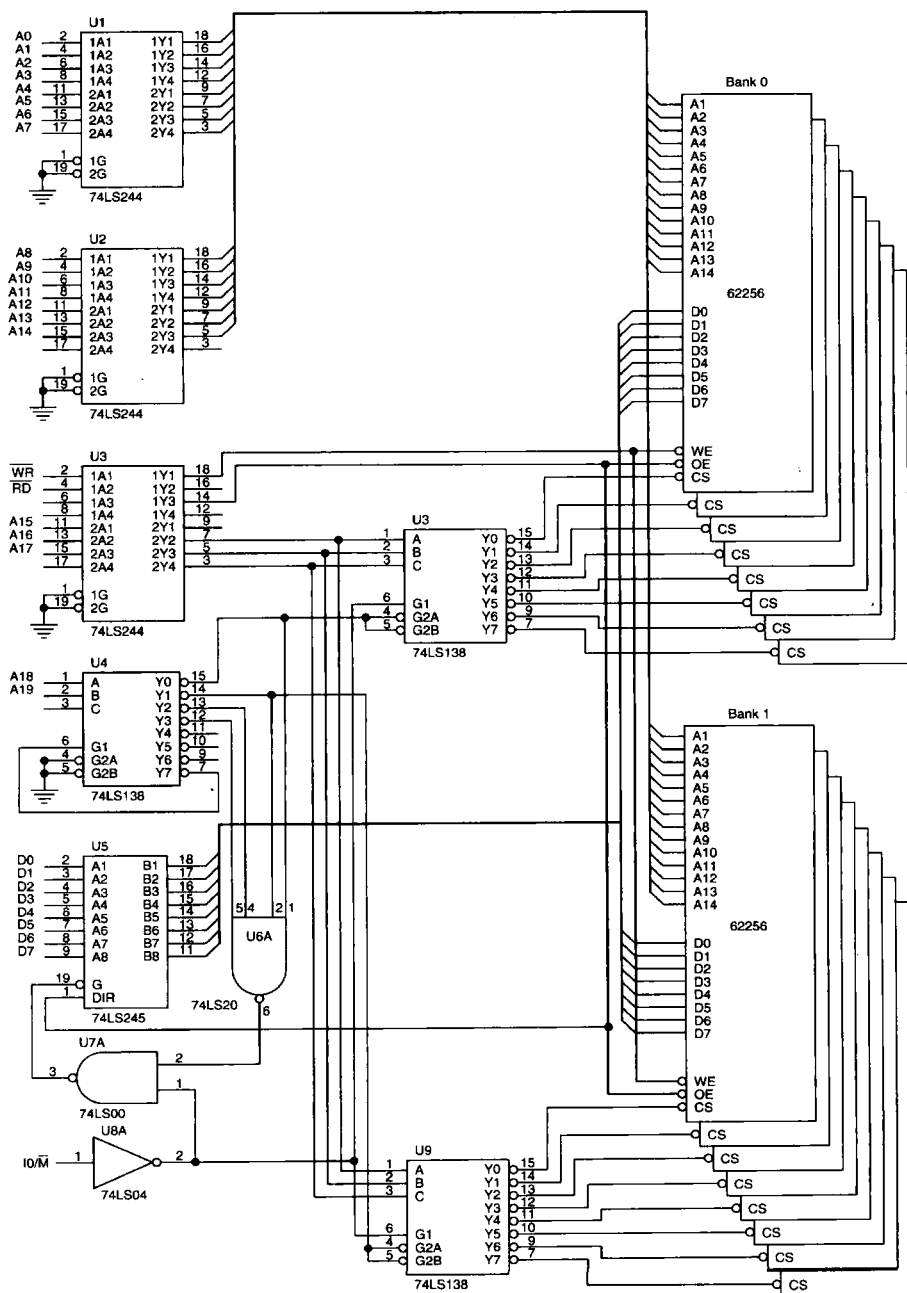 U1
A0 2 1A1 1Y1 18
A1 4 1A2 1Y2 16
A2 6 1A3 1Y3 14
A3 8 1A4 1Y4 12
A4 11 2A1 2Y1 9
A5 13 2A2 2Y2 7
A6 15 2A3 2Y3 5
A7 17 2A4 2Y4 3
1 1G
19 2G
74LS244
U2
A8 2 1A1 1Y1 18
A9 4 1A2 1Y2 16
A10 6 1A3 1Y3 14
A11 8 1A4 1Y4 12
A12 11 2A1 2Y1 9
A13 13 2A2 2Y2 7
A14 15 2A3 2Y3 5
17 2A4 2Y4 3
1 1G
19 2G
74LS244
U3
WR 2 1A1 1Y1 18
RD 4 1A2 1Y2 16
6 1A3 1Y3 14
8 1A4 1Y4 12
A15 11 2A1 2Y1 9
A16 13 2A2 2Y2 7
A17 15 2A3 2Y3 5
17 2A4 2Y4 3
1 1G
19 2G
74LS244
U4
A18 1 A Y0 15
A19 2 B Y1 14
3 C Y2 13
Y3 12
Y4 11
6 G1 Y5 10
4 G2A Y6 9
5 G2B Y7 7
74LS138
U5
D0 2 A1 B1 18
D1 3 A2 B2 17
D2 4 A3 B3 16
D3 5 A4 B4 15
D4 6 A5 B5 14
D5 7 A6 B6 13
D6 8 A7 B7 12
D7 9 A8 B8 11
19 G
1 DIR
74LS245
5 4 2 1
U6A
74LS20
6
U7A
3 2
1
74LS00
U8A
IO/M 1 2
74LS04
U3
1 A Y0 15
2 B Y1 14
3 C Y2 13
Y3 12
Y4 11
6 G1 Y5 10
4 G2A Y6 9
5 G2B Y7 7
74LS138
U9
1 A Y0 15
2 B Y1 14
3 C Y2 13
Y3 12
Y4 11
6 G1 Y5 10
4 G2A Y6 9
5 G2B Y7 7
74LS138
Bank 0
A1
A2
A3
A4
A5
A6
A7
A8
A9
A10
A11
A12
A13
A14
62256
D0
D1
D2
D3
D4
D5
D6
D7
WE
OE
CS
CS
CS
CS
CS
CS
CS
CS
Bank 1
A1
A2
A3
A4
A5
A6
A7
A8
A9
A10
A11
A12
A13
A14
62256
D0
D1
D2
D3
D4
D5
D6
D7
WE
OE
CS
CS
CS
CS
CS
CS
CS
CS